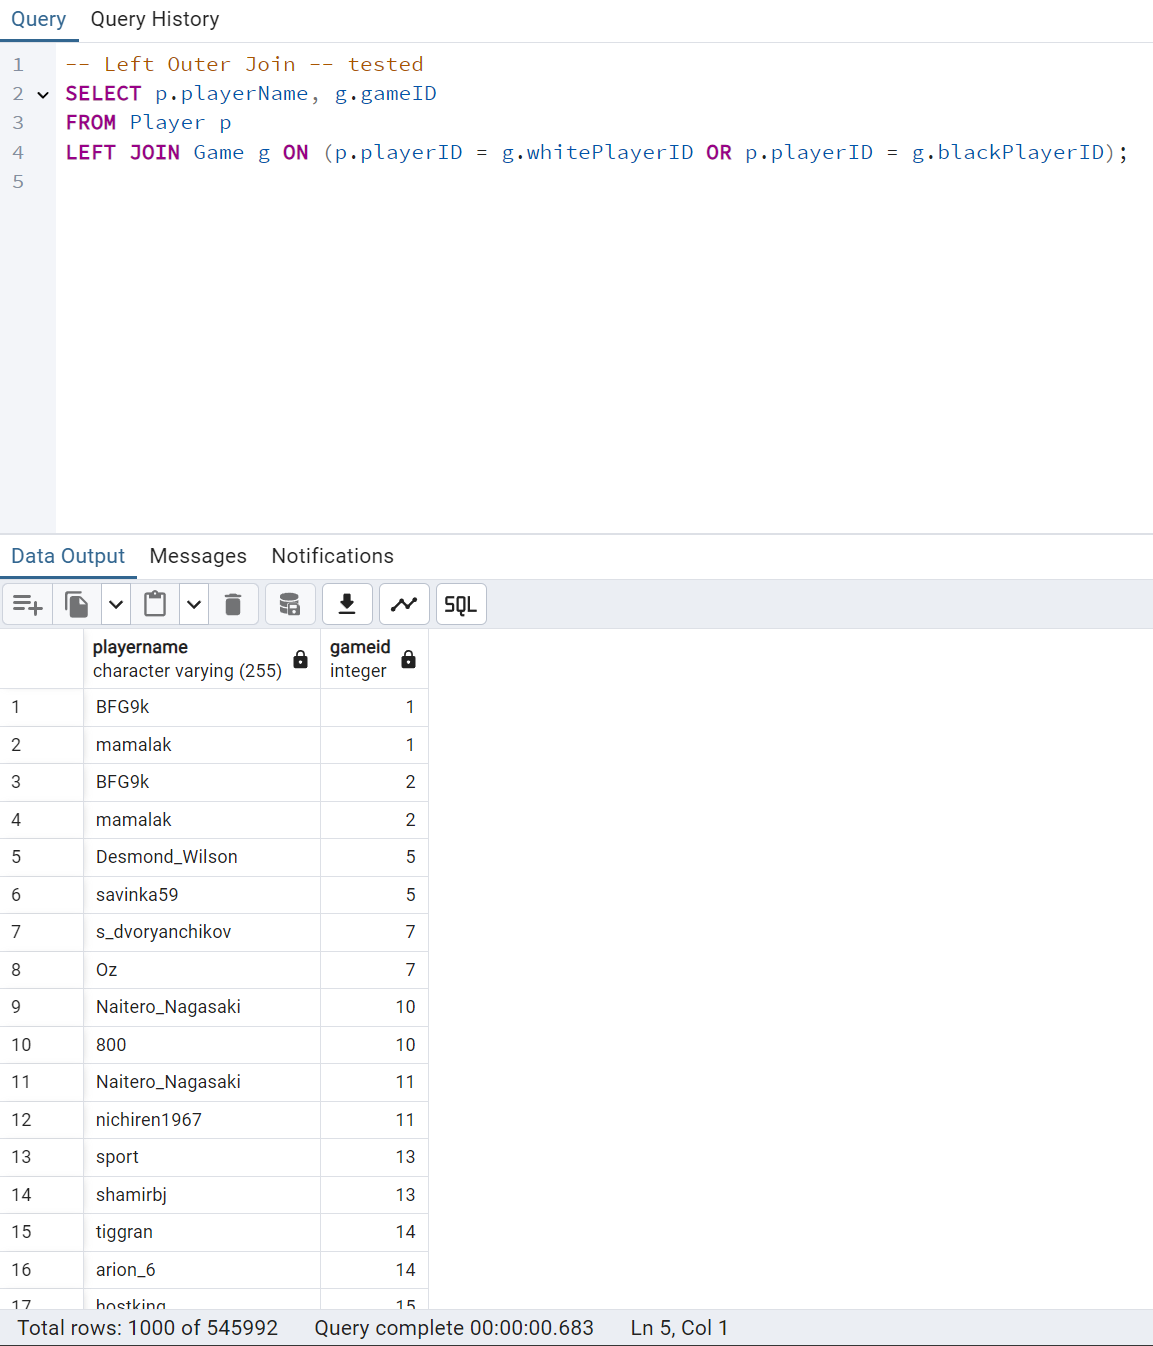 Query Query History
1 -- Left Outer Join -- tested
2 SELECT p.playerName, g.gameID
3 FROM Player p
4 LEFT JOIN Game g ON (p.playerID = g.whitePlayerID OR p.playerID = g.blackPlayerID);
5
Data Output Messages Notifications
SQL
playername gameid
character varying (255) integer
1 BFG9k 1
2 mamalak 1
3 BFG9k 2
4 mamalak 2
5 Desmond_Wilson 5
6 savinka59 5
7 s_dvoryanchikov 7
8 Oz 7
9 Naitero_Nagasaki 10
10 800 10
11 Naitero_Nagasaki 11
12 nichiren1967 11
13 sport 13
14 shamirbj 13
15 tiggran 14
16 arion_6 14
17 hostking 15
Total rows: 1000 of 545992 Query complete 00:00:00.683 Ln 5, Col 1